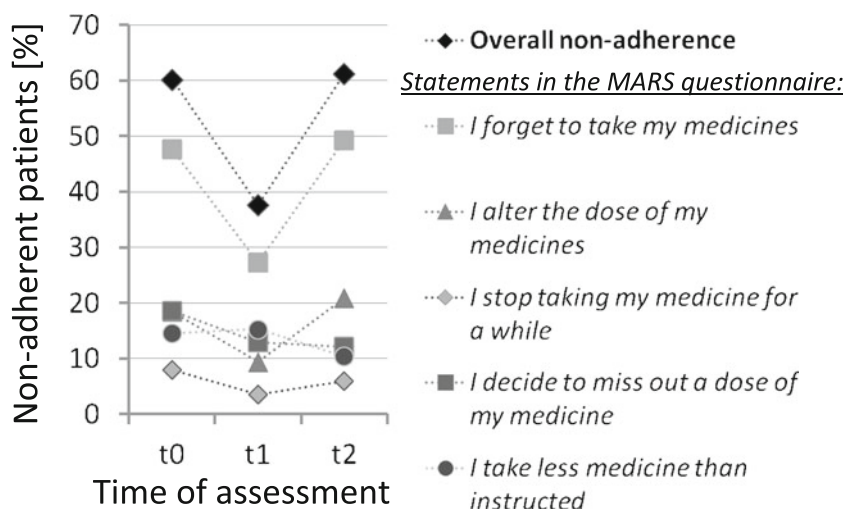 Non-adherent patients [%]
70
60
50
40
30
20
10
0
t0 t1 t2
Time of assessment
Overall non-adherence
Statements in the MARS questionnaire:
I forget to take my medicines
I alter the dose of my
medicines
I stop taking my medicine for
a while
I decide to miss out a dose of
my medicine
I take less medicine than
instructed